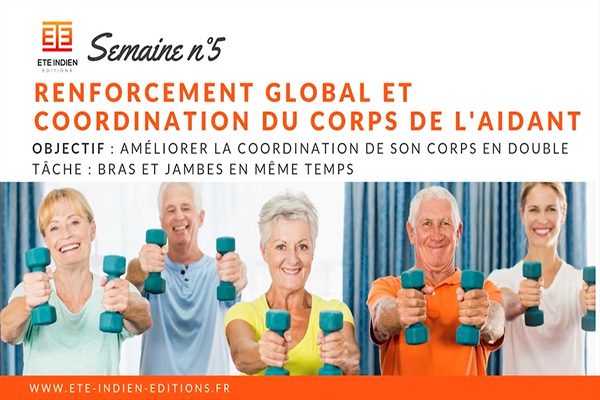 ETE INDIEN
EDITIONS
Semaine n°5
RENFORCEMENT GLOBAL ET
COORDINATION DU CORPS DE L'AIDANT
OBJECTIF : AMÉLIORER LA COORDINATION DE SON CORPS EN DOUBLE
TÂCHE : BRAS ET JAMBES EN MÊME TEMPS
WWW.ETE-INDIEN-EDITIONS.FR